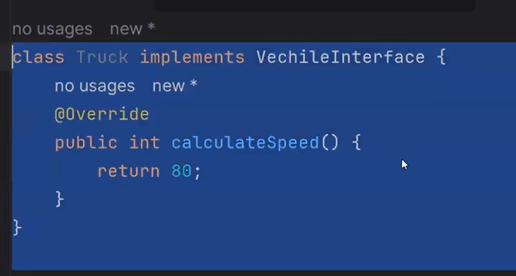 no usages   new *
class Truck implements VechileInterface {
    no usages   new *
    @Override
    public int calculateSpeed() {
        return 80;
    }
}